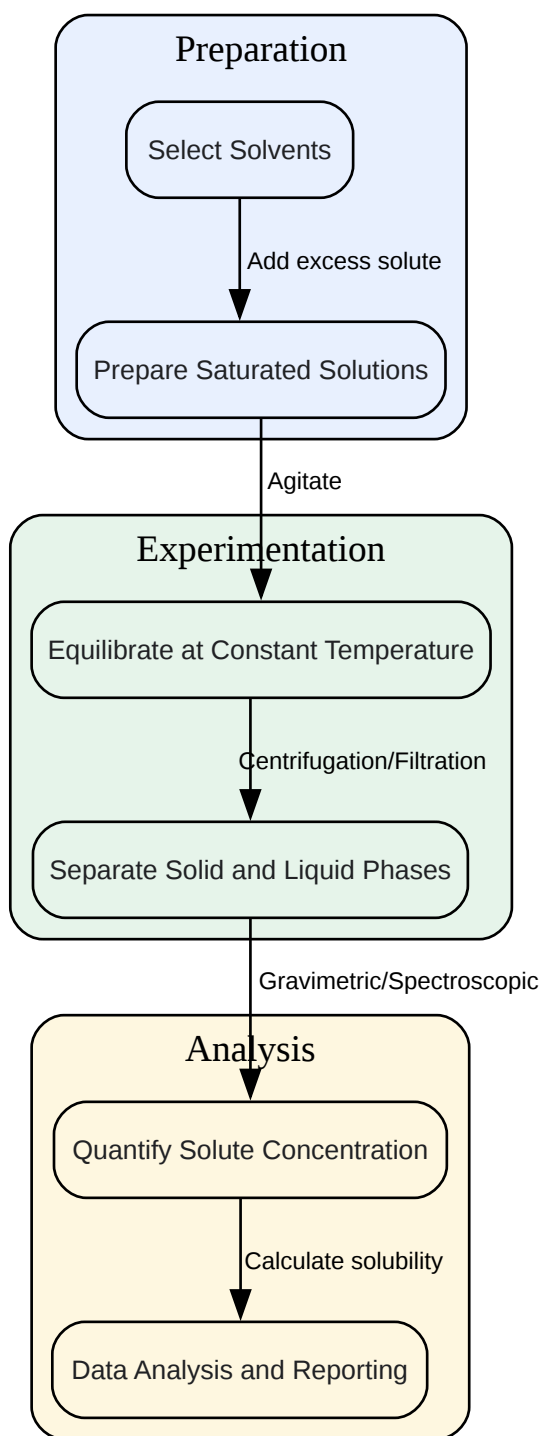 Preparation
Select Solvents
Add excess solute
Prepare Saturated Solutions
Agitate
Experimentation
Equilibrate at Constant Temperature
Centrifugation/Filtration
Separate Solid and Liquid Phases
Gravimetric/Spectroscopic
Analysis
Quantify Solute Concentration
Calculate solubility
Data Analysis and Reporting